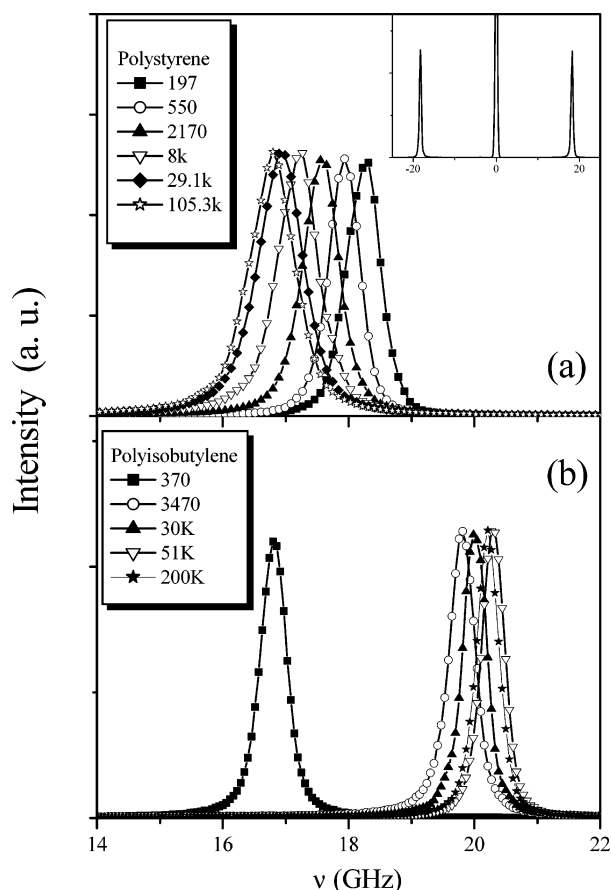 Polystyrene
197
550
2170
8k
29.1k
105.3k
-20 0 20
(a)
Intensity (a. u.)
Polyisobutylene
370
3470
30K
51K
200K
(b)
14 16 18 20 22
ν (GHz)